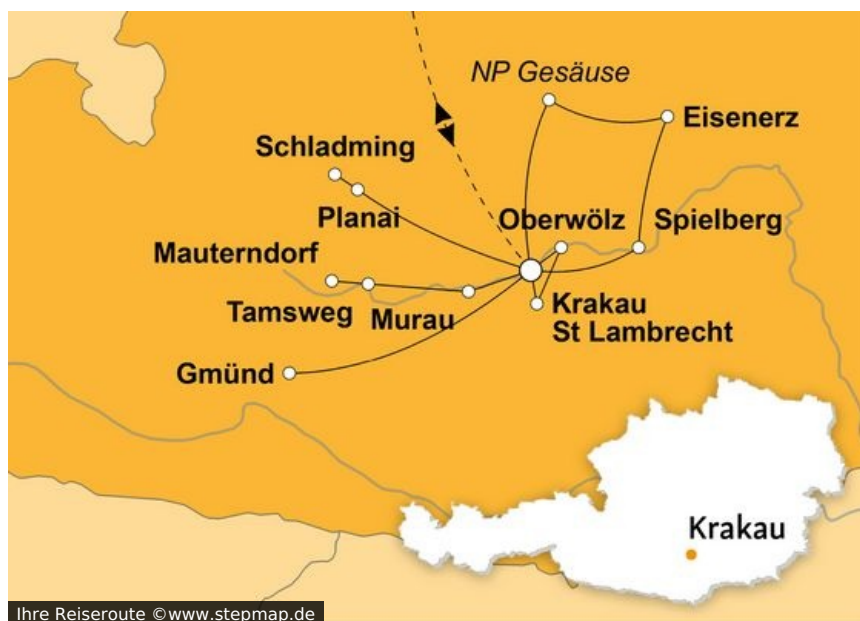 NP Gesäuse
Eisenerz
Schladming
Planai
Oberwölz
Spielberg
Mauterndorf
Tamsweg
Murau
Krakau
St Lambrecht
Gmünd
Krakau
Ihre Reiseroute ©www.stepmap.de